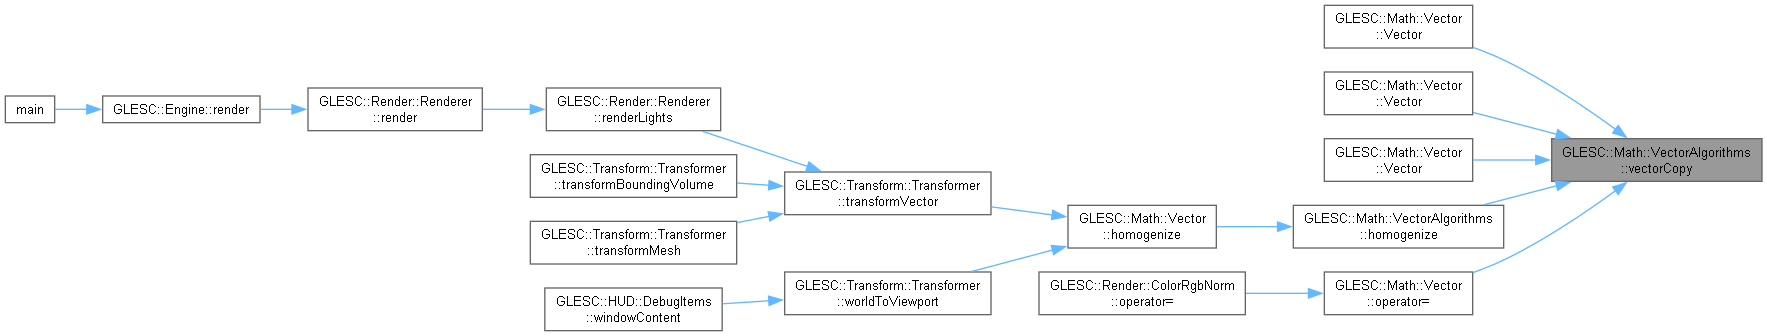 main
GLESC::Engine::render
GLESC::Render::Renderer
::render
GLESC::Render::Renderer
::renderLights
GLESC::Transform::Transformer
::transformBoundingVolume
GLESC::Transform::Transformer
::transformMesh
GLESC::HUD::DebugItems
::windowContent
GLESC::Transform::Transformer
::transformVector
GLESC::Transform::Transformer
::worldToViewport
GLESC::Math::Vector
::homogenize
GLESC::Render::ColorRgbNorm
::operator=
GLESC::Math::Vector
::Vector
GLESC::Math::Vector
::Vector
GLESC::Math::Vector
::Vector
GLESC::Math::VectorAlgorithms
::homogenize
GLESC::Math::Vector
::operator=
GLESC::Math::VectorAlgorithms
::vectorCopy